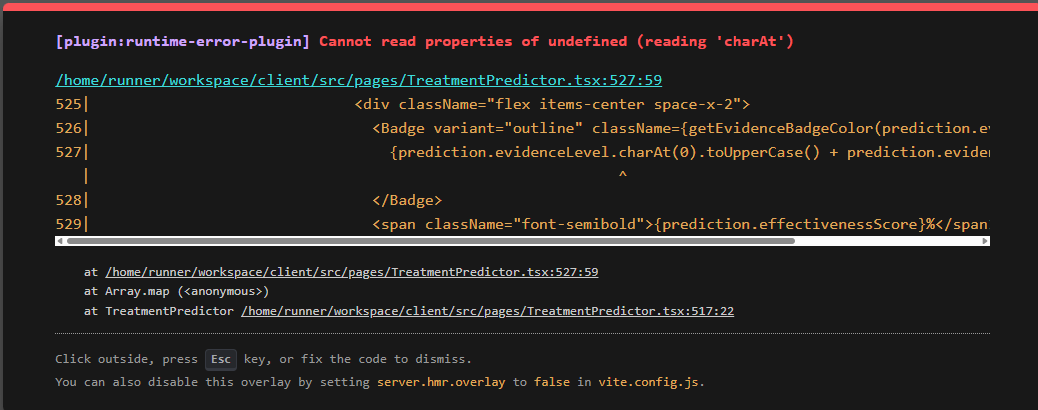 [plugin:runtime-error-plugin] Cannot read properties of undefined (reading 'charAt')
/home/runner/workspace/client/src/pages/TreatmentPredictor.tsx:527:59
525|                              <div className="flex items-center space-x-2">
526|                                <Badge variant="outline" className={getEvidenceBadgeColor(prediction.ev
527|                                  {prediction.evidenceLevel.charAt(0).toUpperCase() + prediction.eviden
   |                                                           ^
528|                                </Badge>
529|                                <span className="font-semibold">{prediction.effectivenessScore}%</span
at /home/runner/workspace/client/src/pages/TreatmentPredictor.tsx:527:59
at Array.map (<anonymous>)
at TreatmentPredictor /home/runner/workspace/client/src/pages/TreatmentPredictor.tsx:517:22
Click outside, press Esc key, or fix the code to dismiss.
You can also disable this overlay by setting server.hmr.overlay to false in vite.config.js.